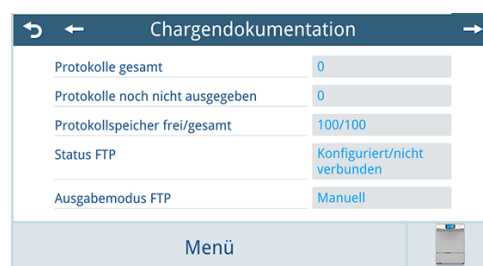 Chargendokumentation
Protokolle gesamt 0
Protokolle noch nicht ausgegeben 0
Protokollspeicher frei/gesamt 100/100
Status FTP Konfiguriert/nicht
verbunden
Ausgabemodus FTP Manuell
Menü